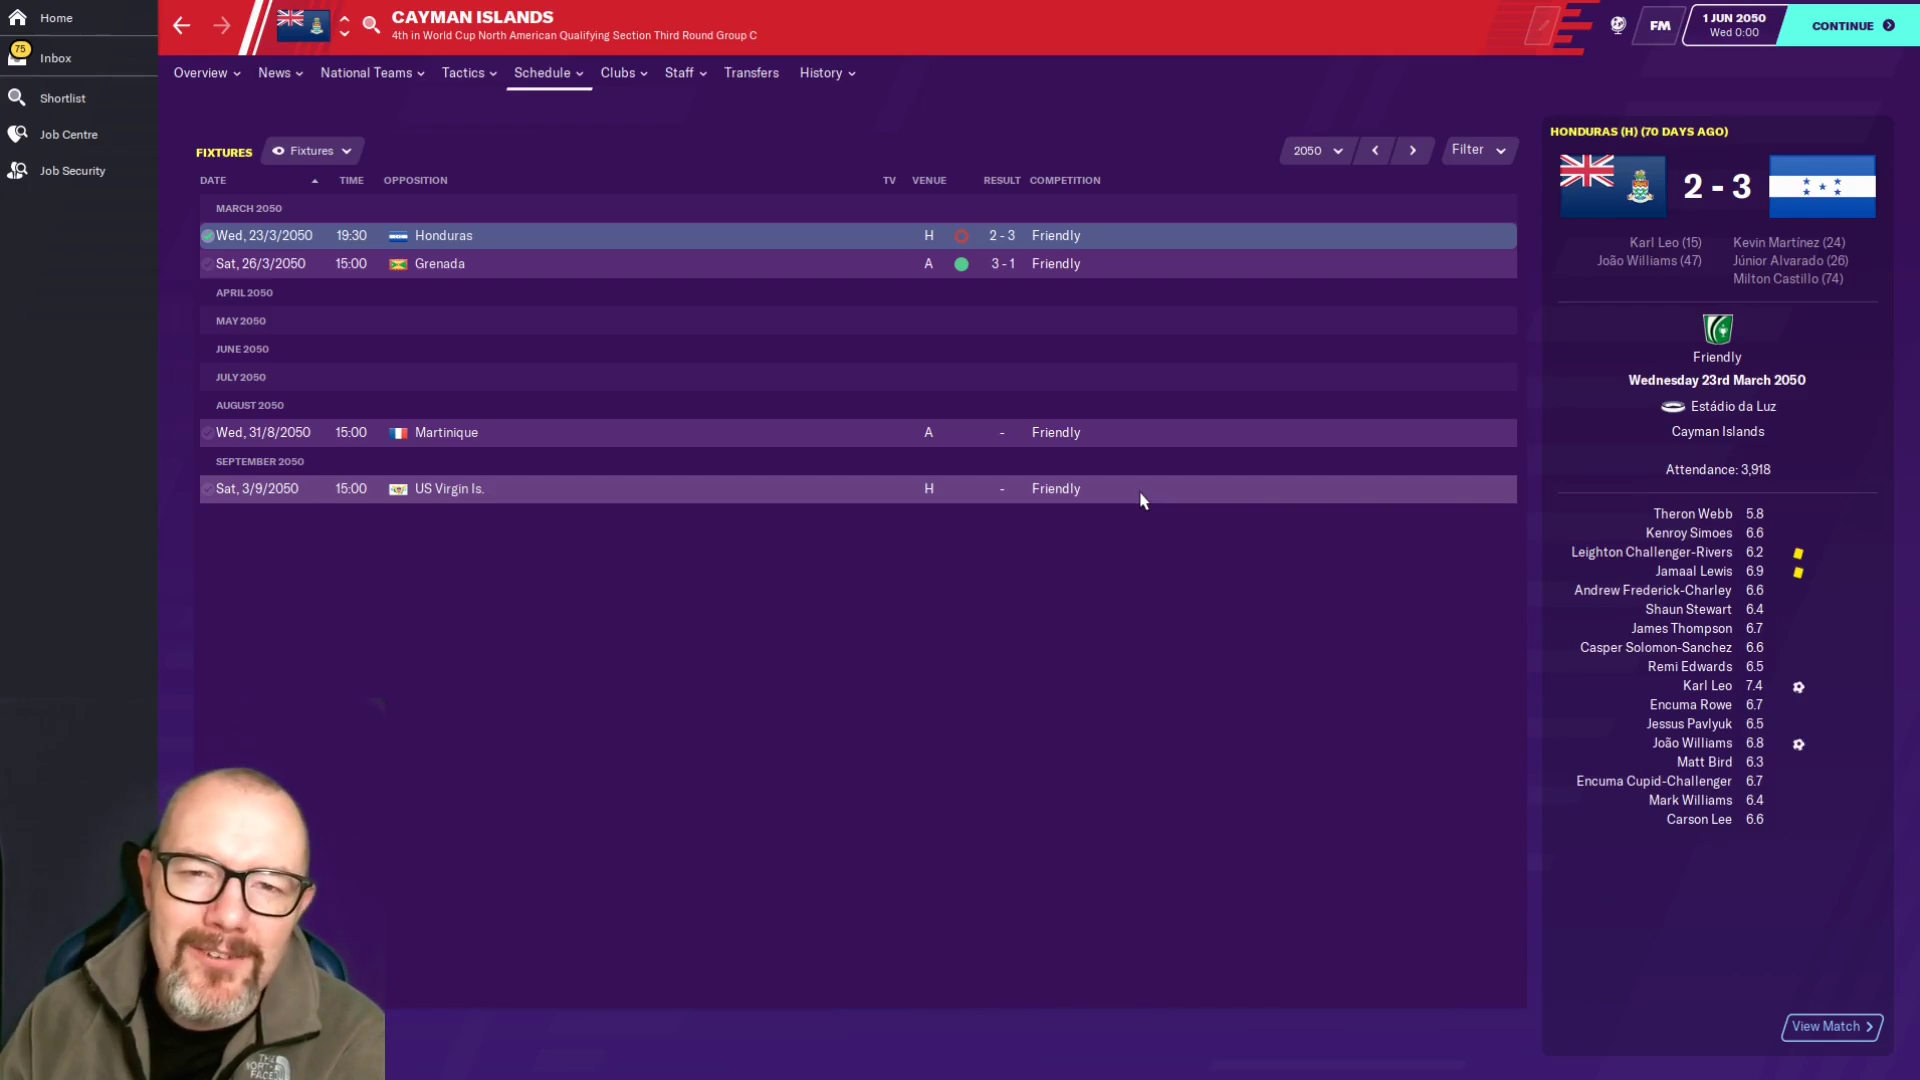 Home
75
Inbox
Shortlist
Job Centre
Job Security
CAYMAN ISLANDS
4th in World Cup North American Qualifying Section Third Round Group C
FM
1 JUN 2050
Wed 0:00
CONTINUE
Overview News National Teams Tactics Schedule Clubs Staff Transfers History
FIXTURES Fixtures 2050 Filter
DATE TIME OPPOSITION TV VENUE RESULT COMPETITION
MARCH 2050
Wed, 23/3/2050 19:30 Honduras H 2 - 3 Friendly
Sat, 26/3/2050 15:00 Grenada A 3 - 1 Friendly
APRIL 2050
MAY 2050
JUNE 2050
JULY 2050
AUGUST 2050
Wed, 31/8/2050 15:00 Martinique A - Friendly
SEPTEMBER 2050
Sat, 3/9/2050 15:00 US Virgin Is. H - Friendly
HONDURAS (H) (70 DAYS AGO)
2 - 3
Karl Leo (15) Kevin Martínez (24)
João Williams (47) Júnior Alvarado (26)
Milton Castillo (74)
Friendly
Wednesday 23rd March 2050
Estádio da Luz
Cayman Islands
Attendance: 3,918
Theron Webb 5.8
Kenroy Simoes 6.6
Leighton Challenger-Rivers 6.2
Jamaal Lewis 6.9
Andrew Frederick-Charley 6.6
Shaun Stewart 6.4
James Thompson 6.7
Casper Solomon-Sanchez 6.6
Remi Edwards 6.5
Karl Leo 7.4
Encuma Rowe 6.7
Jessus Pavlyuk 6.5
João Williams 6.8
Matt Bird 6.3
Encuma Cupid-Challenger 6.7
Mark Williams 6.4
Carson Lee 6.6
View Match
THE
NORTH
FACE